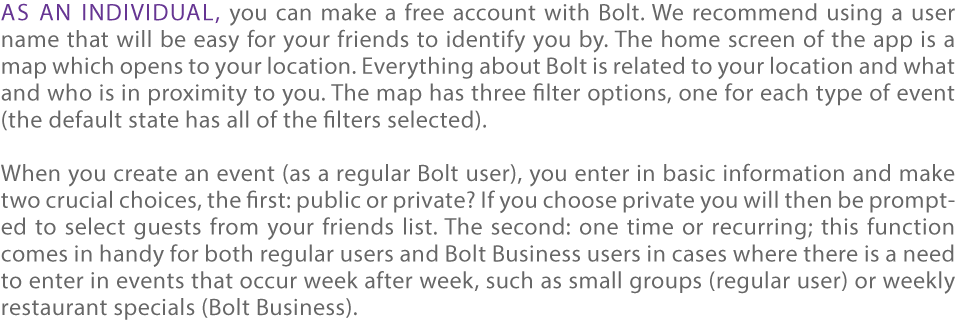 AS AN INDIVIDUAL, you can make a free account with Bolt. We recommend using a user
name that will be easy for your friends to identify you by. The home screen of the app is a
map which opens to your location. Everything about Bolt is related to your location and what
and who is in proximity to you. The map has three filter options, one for each type of event
(the default state has all of the filters selected).
When you create an event (as a regular Bolt user), you enter in basic information and make
two crucial choices, the first: public or private? If you choose private you will then be prompt-
ed to select guests from your friends list. The second: one time or recurring; this function
comes in handy for both regular users and Bolt Business users in cases where there is a need
to enter in events that occur week after week, such as small groups (regular user) or weekly
restaurant specials (Bolt Business).